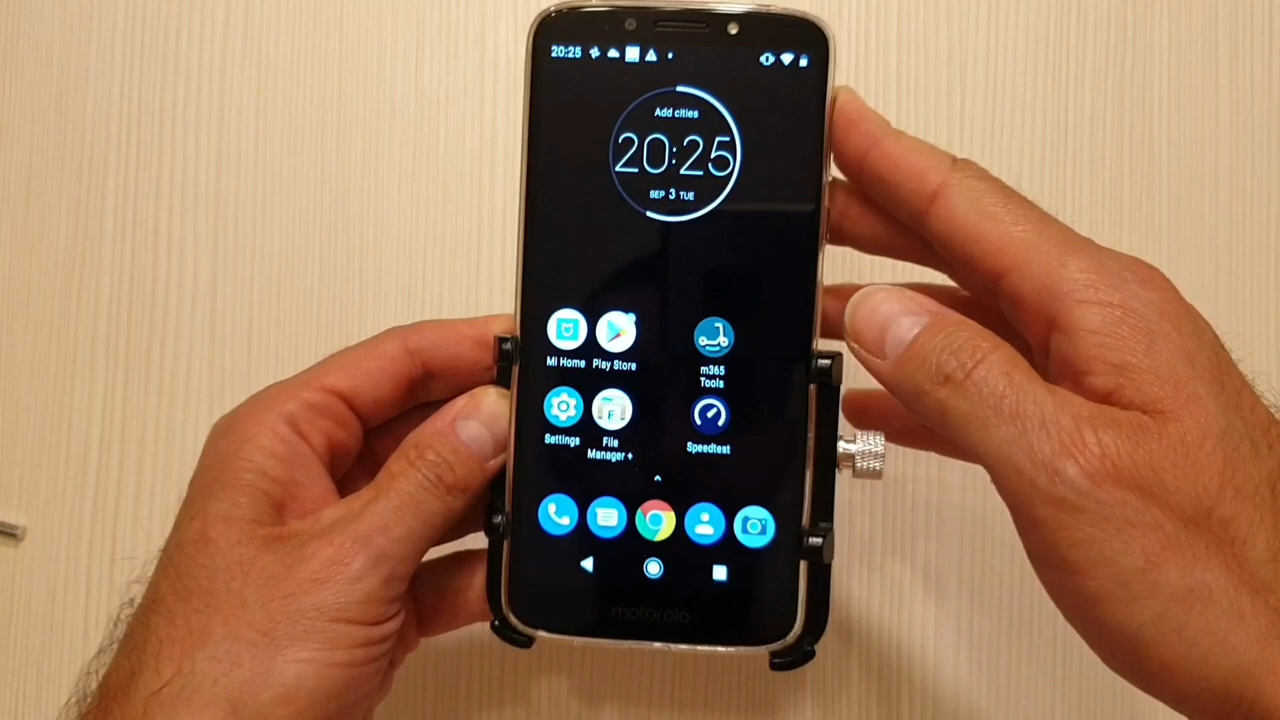 20:25
Add cities
20:25
SEP 3 TUE
Mi Home
Play Store
m365
Tools
Settings
File
Manager +
Speedtest
F
motorola